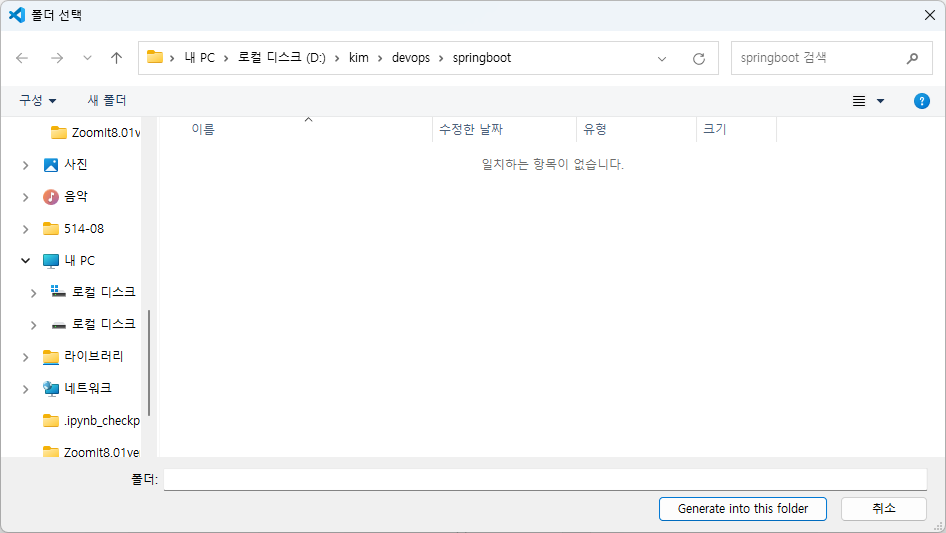 폴더 선택
내 PC > 로컬 디스크 (D:) > kim > devops > springboot
springboot 검색
구성
새 폴더
?
이름
수정한 날짜
유형
크기
일치하는 항목이 없습니다.
ZoomIt8.01v
사진
음악
514-08
내 PC
로컬 디스크
로컬 디스크
라이브러리
네트워크
.ipynb_checkp
ZoomIt8.01ve
폴더:
Generate into this folder
취소